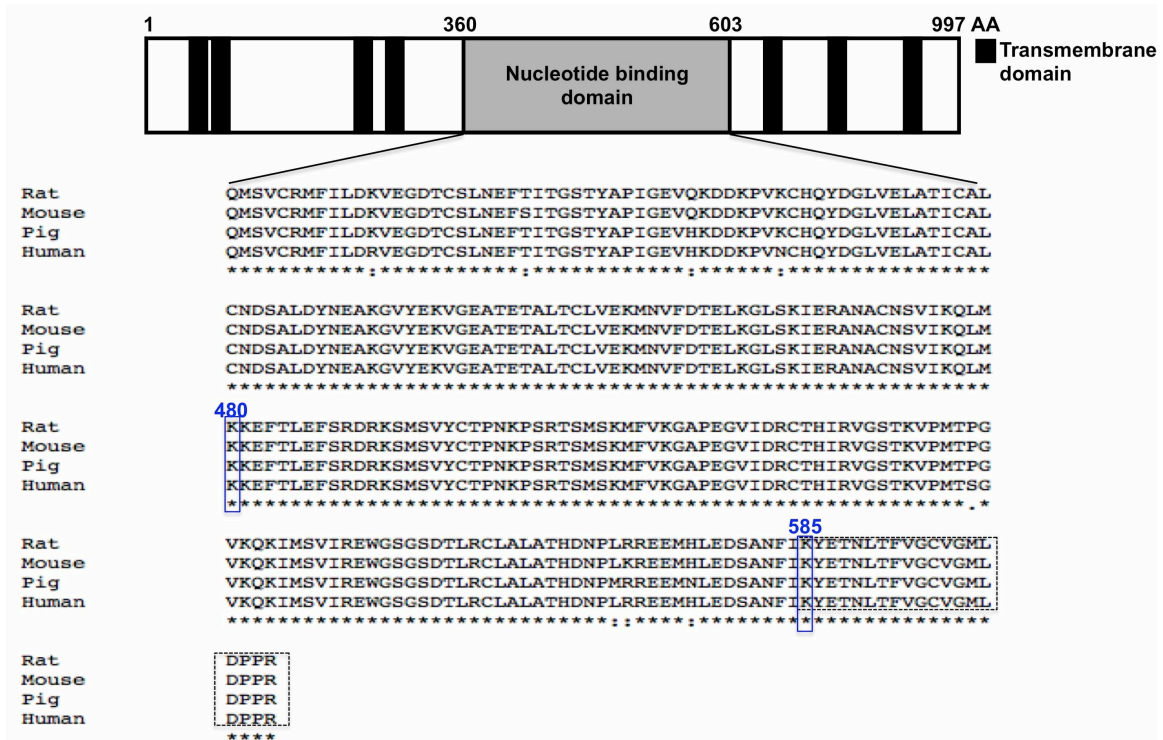 1 360 603 997 AA
Nucleotide binding
domain
Transmembrane
domain
Rat QMSVCRMFILDKVEGDTCSLNEFTITGSTYAPIGEVQKDDKPVKCHQYDGLVELATICAL
Mouse QMSVCRMFILDKVEGDTCSLNEFSITGSTYAPIGEVQKDDKPVKCHQYDGLVELATICAL
Pig QMSVCRMFILDKVEGDTCSLNEFTITGSTYAPIGEVHKDDKPVKCHQYDGLVELATICAL
Human QMSVCRMFILDRVEGDTCSLNEFTITGSTYAPIGEVHKDDKPVNCHQYDGLVELATICAL
***********:***********:************:******:****************
Rat CNDSALDYNEAKGVYEKVGEATETALTCLVEKMNVFDTELKGLSKIERANACNSVIKQLM
Mouse CNDSALDYNEAKGVYEKVGEATETALTCLVEKMNVFDTELKGLSKIERANACNSVIKQLM
Pig CNDSALDYNEAKGVYEKVGEATETALTCLVEKMNVFDTELKGLSKIERANACNSVIKQLM
Human CNDSALDYNEAKGVYEKVGEATETALTCLVEKMNVFDTELKGLSKIERANACNSVIKQLM
************************************************************
480
Rat KKEFTLEFSRDRKSMSVYCTPNKPSRTSMSKMFVKGAPEGVIDRCTHIRVGSTKVPMTPG
Mouse KKEFTLEFSRDRKSMSVYCTPNKPSRTSMSKMFVKGAPEGVIDRCTHIRVGSTKVPMTPG
Pig KKEFTLEFSRDRKSMSVYCTPNKPSRTSMSKMFVKGAPEGVIDRCTHIRVGSTKVPMTPG
Human KKEFTLEFSRDRKSMSVYCTPNKPSRTSMSKMFVKGAPEGVIDRCTHIRVGSTKVPMTSG
**********************************************************.*
585
Rat VKQKIMSVIREWGSGSDTLRCLALATHDNPLRREEMHLEDSANFIKYETNLTFVGCVGML
Mouse VKQKIMSVIREWGSGSDTLRCLALATHDNPLKREEMHLEDSANFIKYETNLTFVGCVGML
Pig VKQKIMSVIREWGSGSDTLRCLALATHDNPMRREEMNLEDSANFIKYETNLTFVGCVGML
Human VKQKIMSVIREWGSGSDTLRCLALATHDNPLRREEMHLEDSANFIKYETNLTFVGCVGML
******************************::****:***********************
Rat DPPR
Mouse DPPR
Pig DPPR
Human DPPR
****